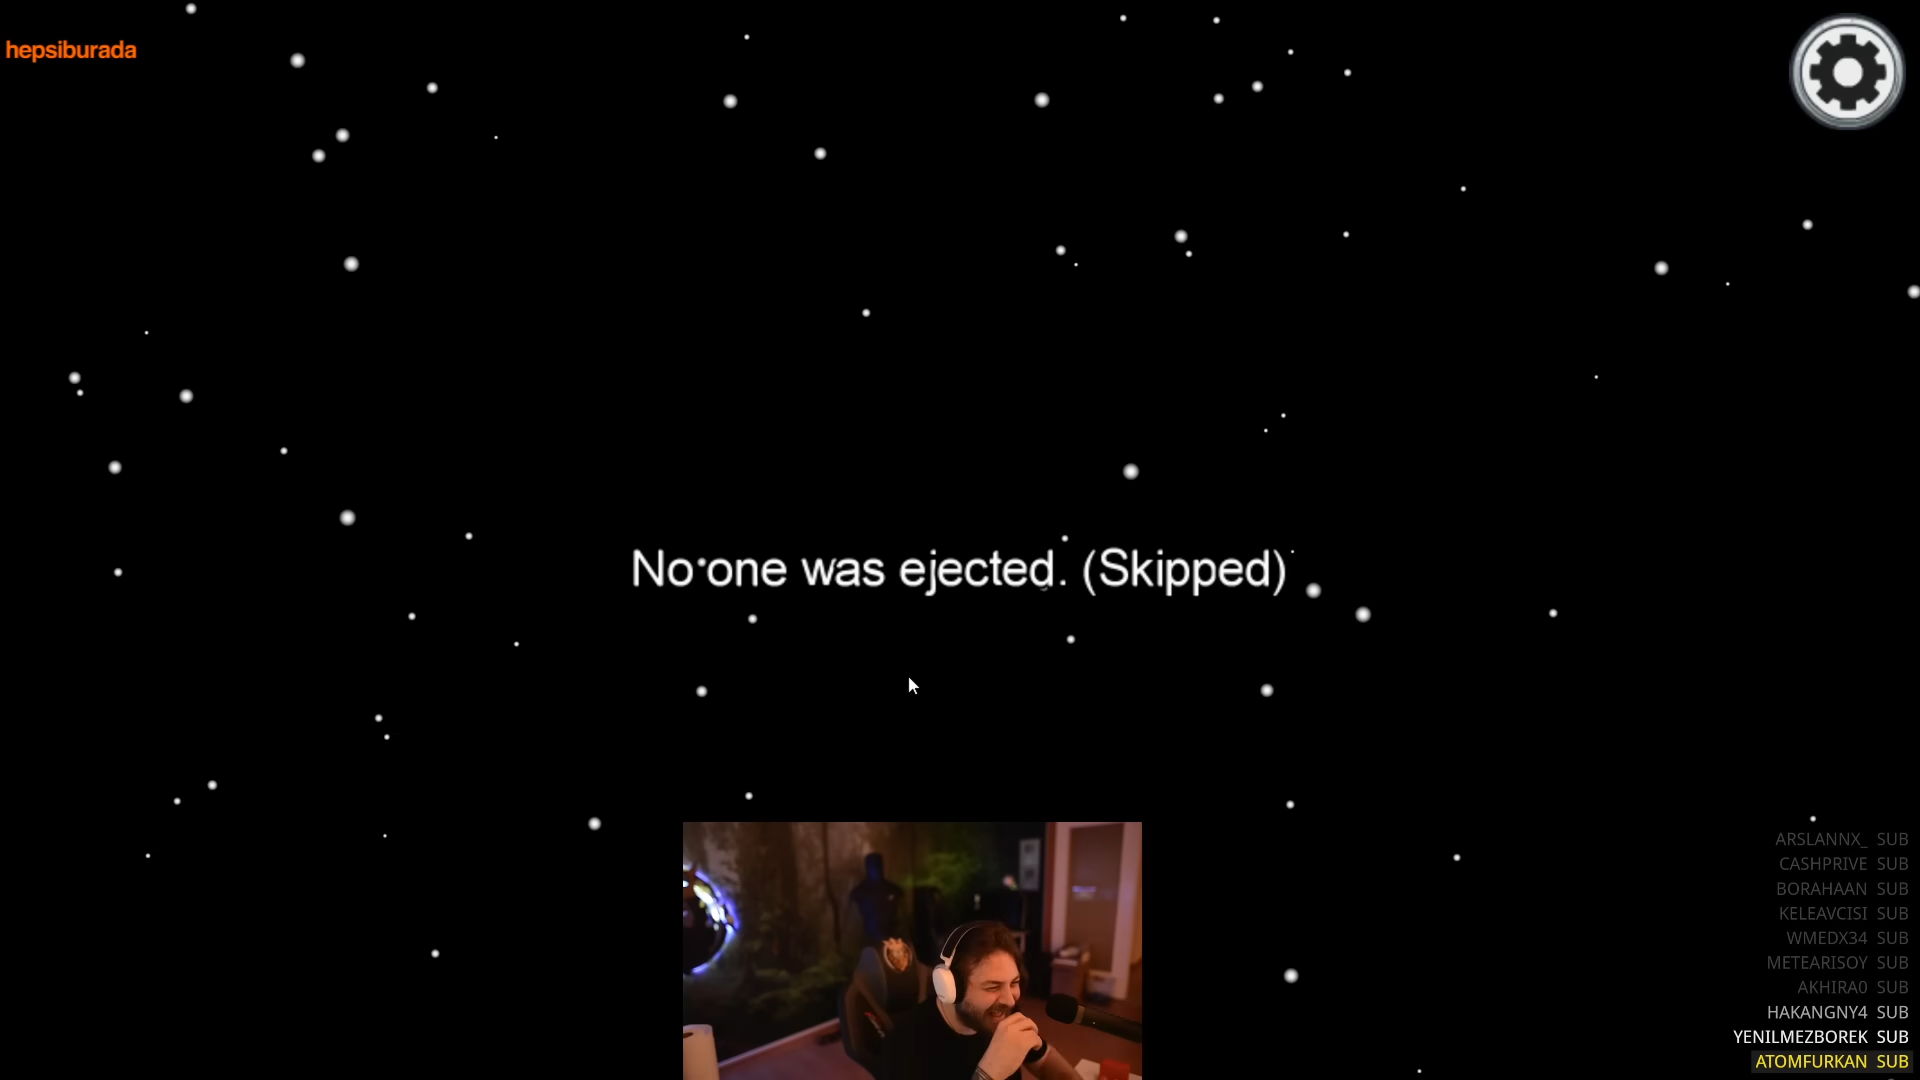 hepsiburada
No one was ejected. (Skipped)
ARSLANNX_ SUB
CASHPRIVE SUB
BORAHAAN SUB
KELEAVCISI SUB
WMEDX34 SUB
METEARISOY SUB
AKHIRA0 SUB
HAKANGNY4 SUB
YENILMEZBOREK SUB
ATOMFURKAN SUB